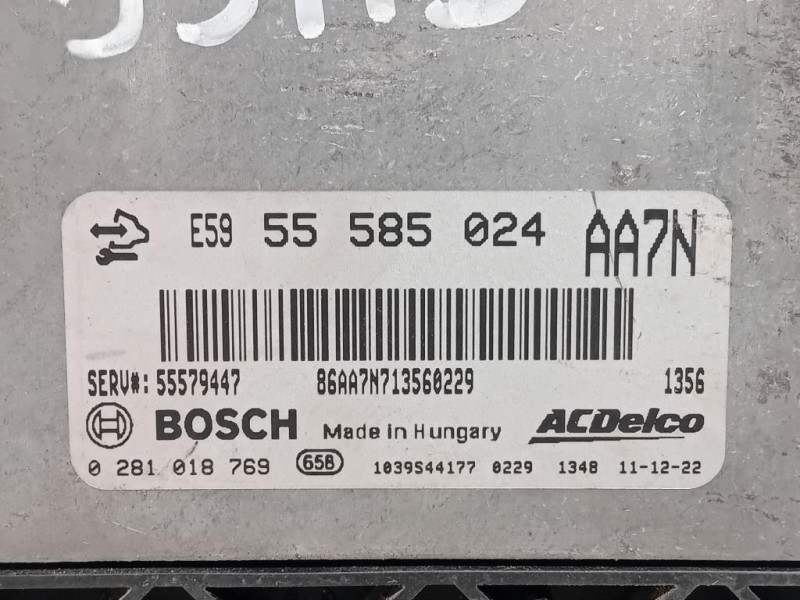 E59 55 585 024 AA7N
SERV#: 55579447 86AA7N713560229 1356
BOSCH Made in Hungary ACDelco
0 281 018 769 658 1039S44177 0229 1348 11-12-22